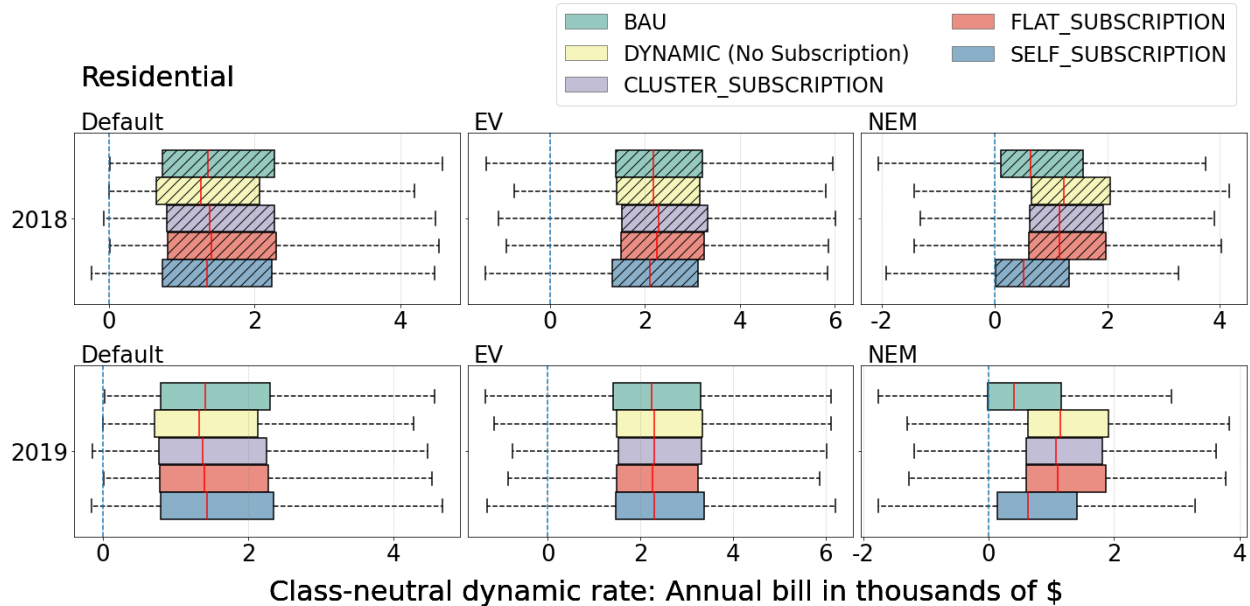 BAU
DYNAMIC (No Subscription)
CLUSTER_SUBSCRIPTION
FLAT_SUBSCRIPTION
SELF_SUBSCRIPTION
Residential
Default
EV
NEM
2018
0 2 4
0 2 4 6
-2 0 2 4
Default
EV
NEM
2019
0 2 4
0 2 4 6
-2 0 2 4
Class-neutral dynamic rate: Annual bill in thousands of $